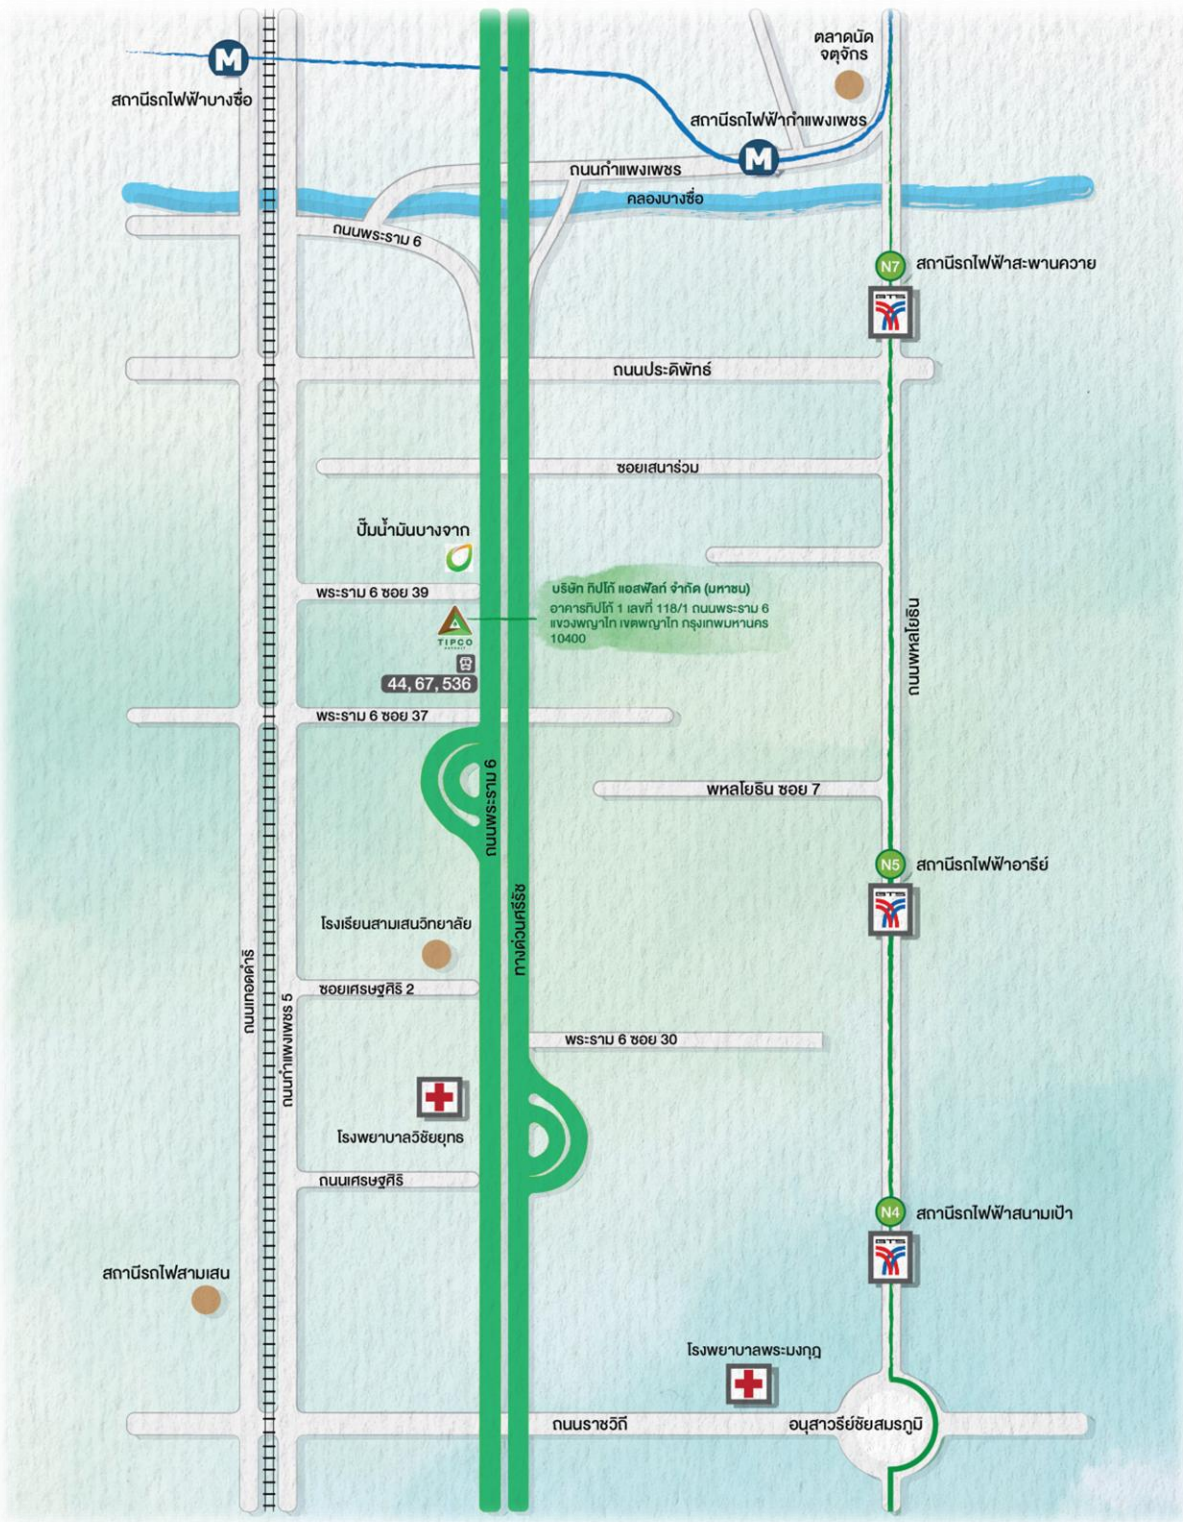 ตลาดนัด
จตุจักร
M
สถานีรถไฟฟ้าบางซื่อ
สถานีรถไฟฟ้ากำแพงเพชร
M
ถนนกำแพงเพชร
คลองบางซื่อ
ถนนพระราม 6
N7 สถานีรถไฟฟ้าสะพานควาย
BTS
ถนนประดิพัทธ์
ซอยเสนาร่วม
ปั๊มน้ำมันบางจาก
พระราม 6 ซอย 39
บริษัท ทิปโก้ แอสฟัลท์ จำกัด (มหาชน)
อาคารทิปโก้ 1 เลขที่ 118/1 ถนนพระราม 6
แขวงพญาไท เขตพญาไท กรุงเทพมหานคร
10400
TIPCO
ASPHALT
44, 67, 536
ถนนพหลโยธิน
พระราม 6 ซอย 37
ถนนพระราม 6
พหลโยธิน ซอย 7
N5 สถานีรถไฟฟ้าอารีย์
BTS
ทางด่วนศรีรัช
โรงเรียนสามเสนวิทยาลัย
ถนนเทอดดำริ
ซอยเศรษฐศิริ 2
ถนนกำแพงเพชร 5
พระราม 6 ซอย 30
โรงพยาบาลวิชัยยุทธ
ถนนเศรษฐศิริ
N4 สถานีรถไฟฟ้าสนามเป้า
BTS
สถานีรถไฟสามเสน
โรงพยาบาลพระมงกุฎ
ถนนราชวิถี
อนุสาวรีย์ชัยสมรภูมิ